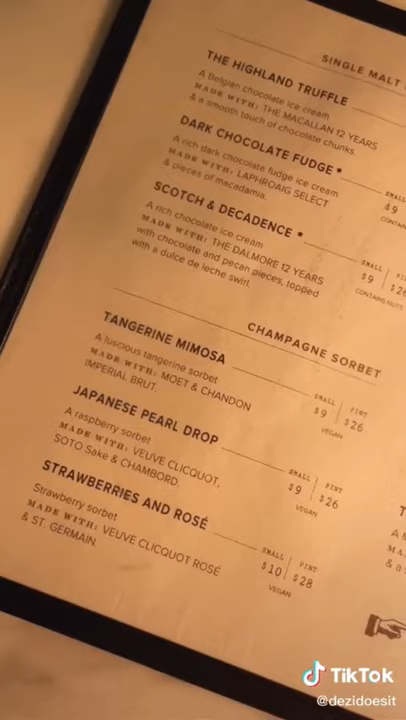 SINGLE MALT
THE HIGHLAND TRUFFLE
A Belgian chocolate ice cream
MADE WITH: THE MACALLAN 12 YEARS
& a smooth touch of chocolate chunks.
DARK CHOCOLATE FUDGE *
SMALL
$9
A rich dark chocolate fudge ice cream
MADE WITH: LAPHROAIG SELECT
& pieces of macadamia.
SCOTCH & DECADENCE *
SMALL
$9
CONTAINS NUTS
A rich chocolate ice cream
MADE WITH: THE DALMORE 12 YEARS
with chocolate and pecan pieces, topped
with a dulce de leche swirl.
CHAMPAGNE SORBET
TANGERINE MIMOSA
SMALL PINT
$9 $26
VEGAN
A luscious tangerine sorbet
MADE WITH: MOET & CHANDON
IMPERIAL BRUT.
JAPANESE PEARL DROP
SMALL PINT
$9 $26
VEGAN
A raspberry sorbet
MADE WITH: VEUVE CLICQUOT,
SOTO Sake & CHAMBORD.
STRAWBERRIES AND ROSÉ
SMALL PINT
$10 $28
VEGAN
Strawberry sorbet
MADE WITH: VEUVE CLICQUOT ROSÉ
& ST. GERMAIN.
TikTok
@dezidoesit